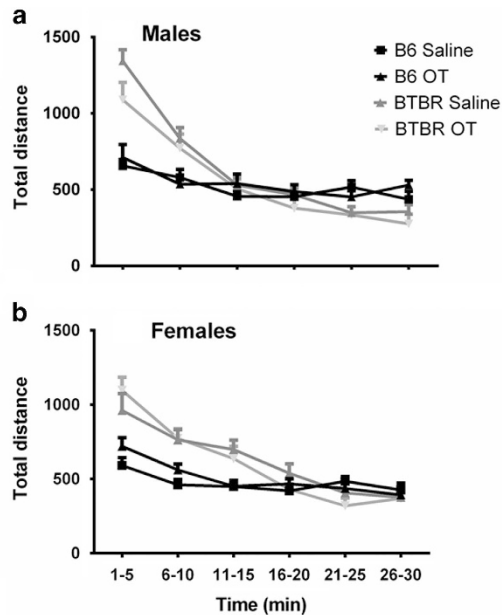 a
Males
B6 Saline
B6 OT
BTBR Saline
BTBR OT
Total distance
1500
1000
500
0
b
Females
Total distance
1500
1000
500
0
1-5 6-10 11-15 16-20 21-25 26-30
Time (min)